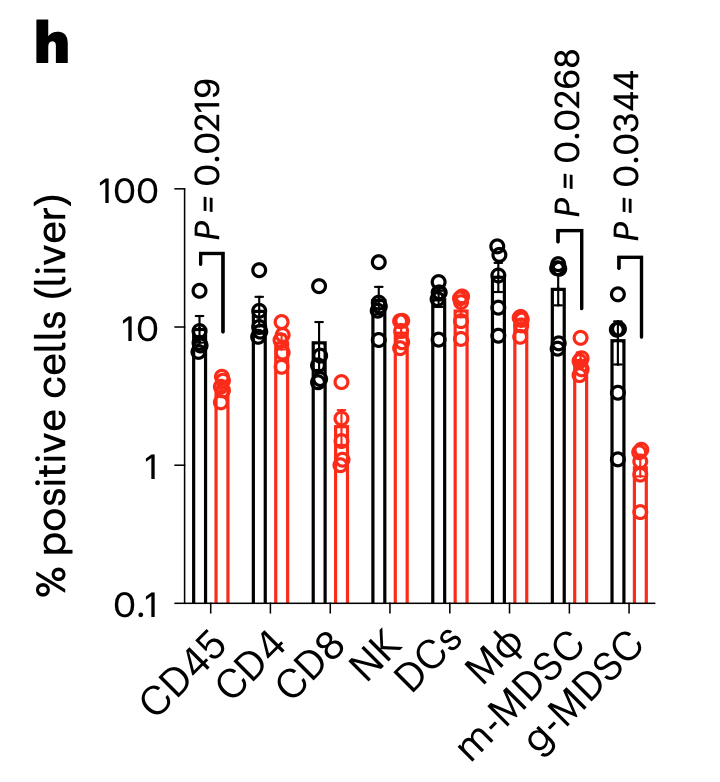 h
P = 0.0219
P = 0.0268
P = 0.0344
% positive cells (liver)
100
10
1
0.1
CD45
CD4
CD8
NK
DCs
Mϕ
m-MDSC
g-MDSC